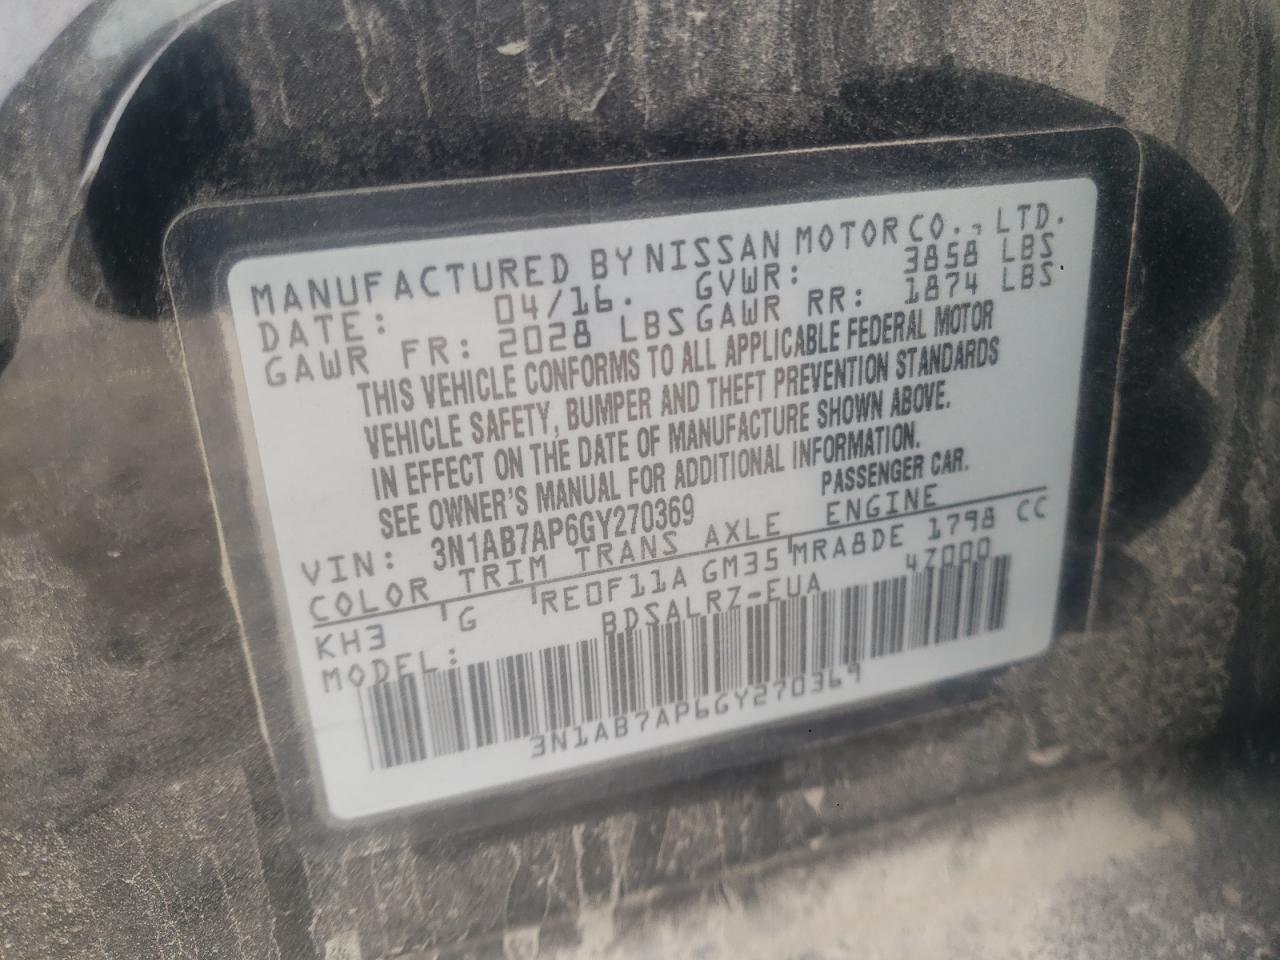 MANUFACTURED BY NISSAN MOTOR CO., LTD.
DATE: 04/16. GVWR: 3858 LBS
GAWR FR: 2028 LBS GAWR RR: 1874 LBS
THIS VEHICLE CONFORMS TO ALL APPLICABLE FEDERAL MOTOR
VEHICLE SAFETY, BUMPER AND THEFT PREVENTION STANDARDS
IN EFFECT ON THE DATE OF MANUFACTURE SHOWN ABOVE.
SEE OWNER'S MANUAL FOR ADDITIONAL INFORMATION.
VIN: 3N1AB7AP6GY270369 PASSENGER CAR.
COLOR TRIM TRANS AXLE ENGINE
KH3 G RE0F11A GM35 MRA8DE 1798 CC
MODEL: BDSALRZ-EUA 4Z000
3N1AB7AP6GY270369